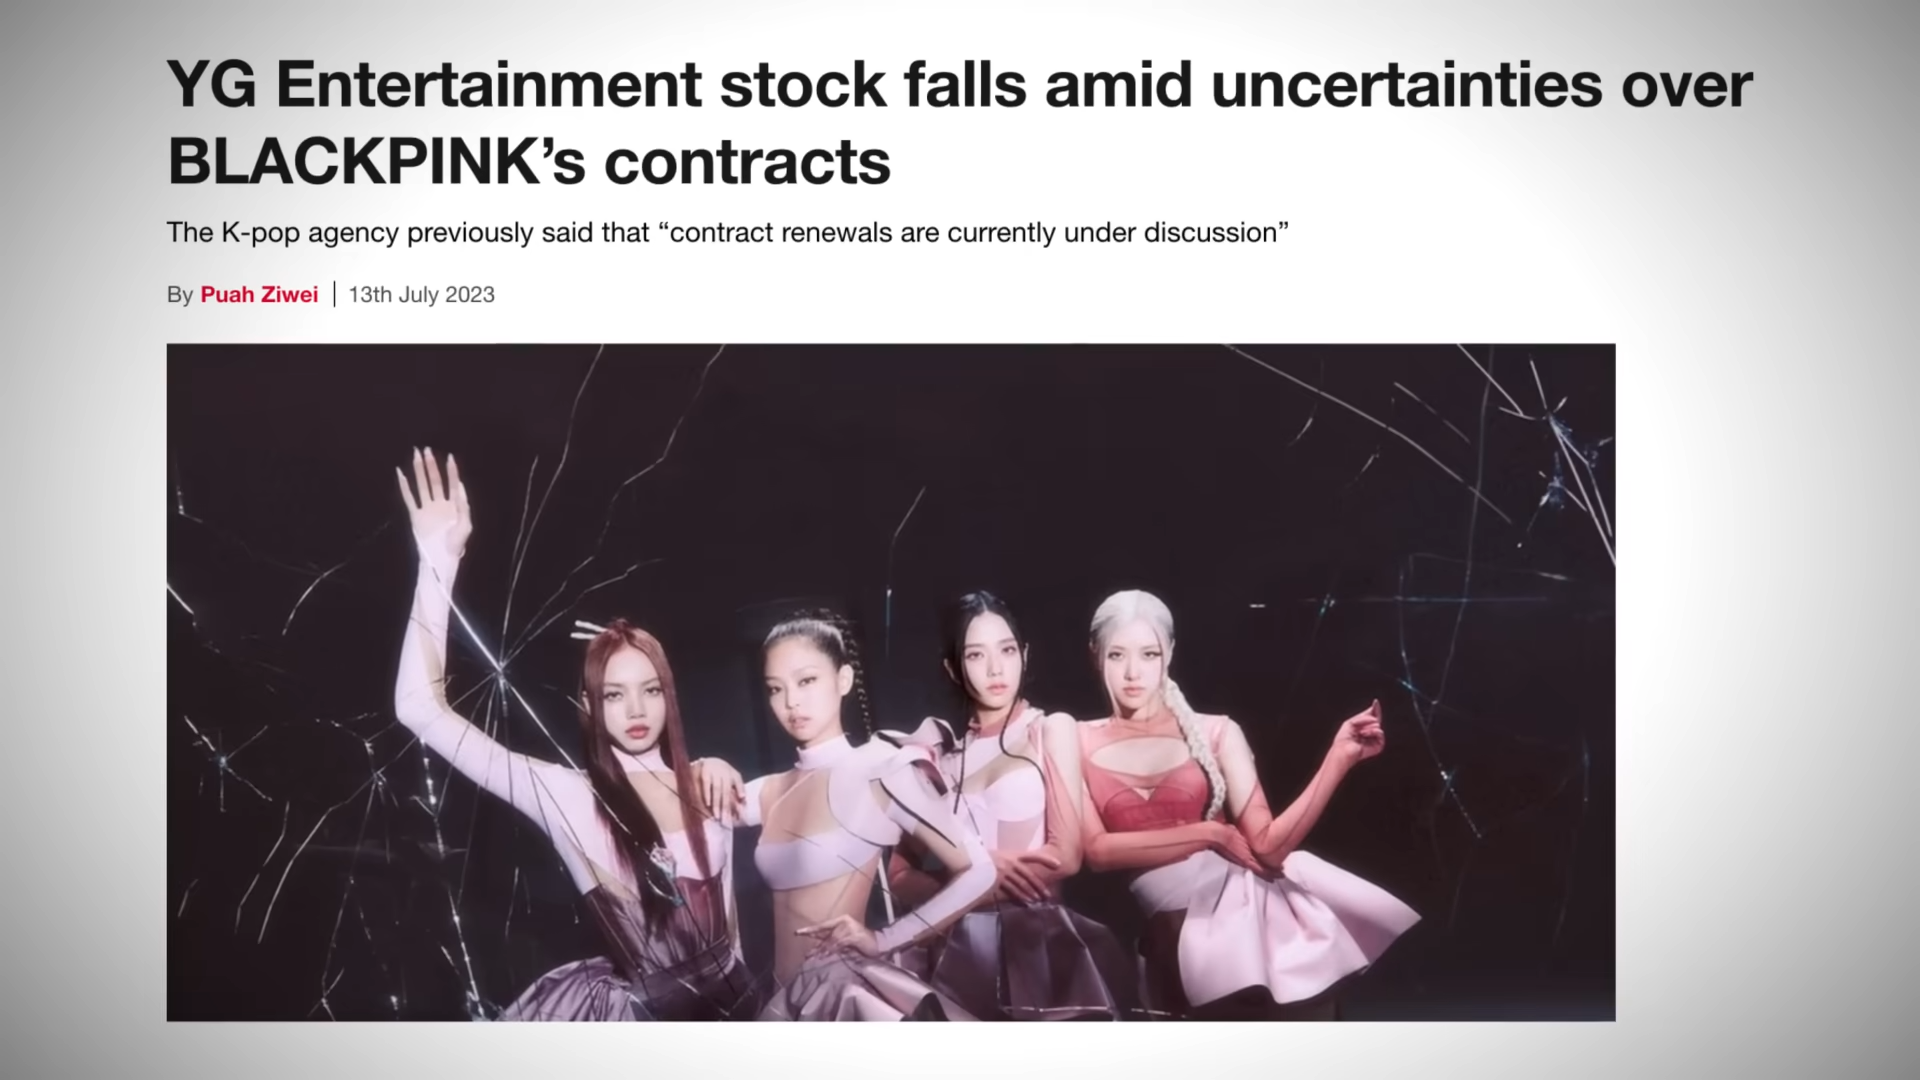 YG Entertainment stock falls amid uncertainties over
BLACKPINK’s contracts
The K-pop agency previously said that “contract renewals are currently under discussion”
By Puah Ziwei | 13th July 2023